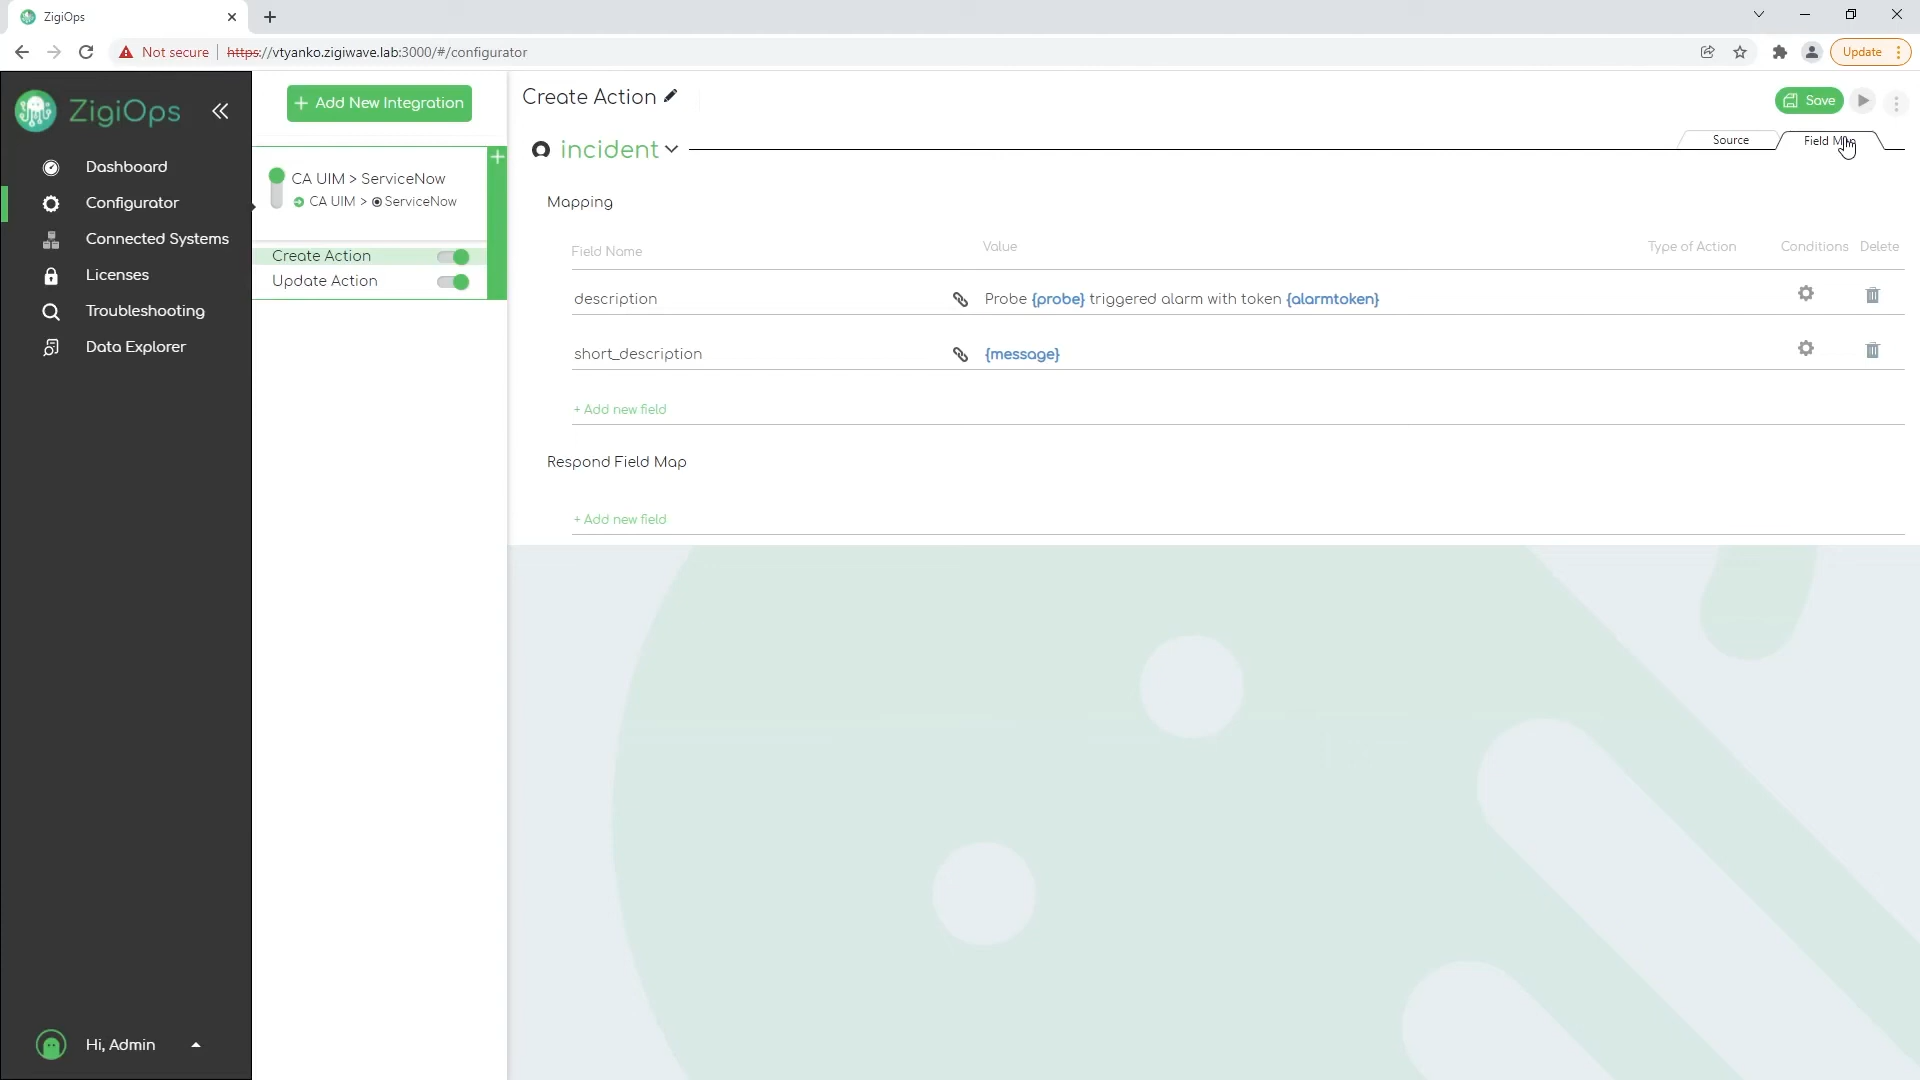 ZigiOps
Not secure
https://vtyanko.zigiwave.lab:3000/#/configurator
Update
ZigiOps
Dashboard
Configurator
Connected Systems
Licenses
Troubleshooting
Data Explorer
Hi, Admin
+ Add New Integration
CA UIM > ServiceNow
CA UIM > ServiceNow
Create Action
Update Action
Create Action
Save
incident
Source
Field
Mapping
Field Name Value Type of Action Conditions Delete
description Probe {probe} triggered alarm with token {alarmtoken}
short_description {message}
+ Add new field
Respond Field Map
+ Add new field